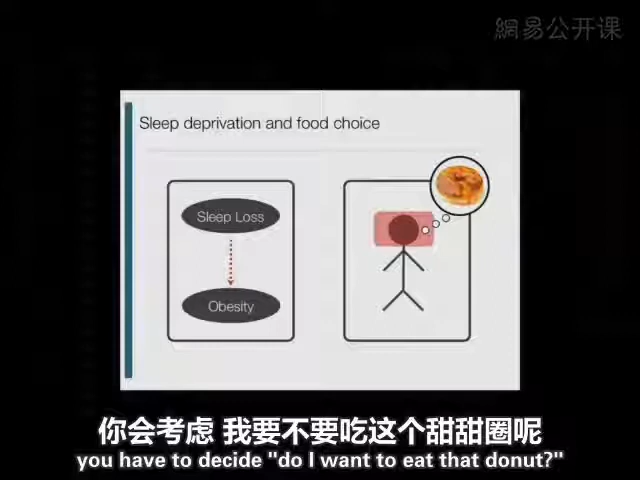 網易公开课
Sleep deprivation and food choice
Sleep Loss
Obesity
你会考虑 我要不要吃这个甜甜圈呢
you have to decide "do I want to eat that donut?"